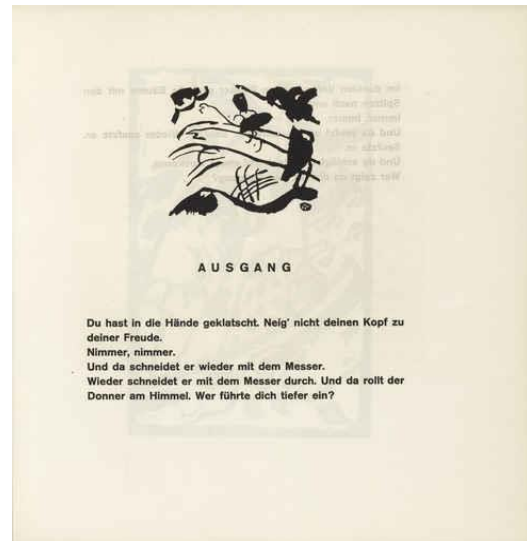 AUSGANG
Du hast in die Hände geklatscht. Neig' nicht deinen Kopf zu
deiner Freude.
Nimmer, nimmer.
Und da schneidet er wieder mit dem Messer.
Wieder schneidet er mit dem Messer durch. Und da rollt der
Donner am Himmel. Wer führte dich tiefer ein?